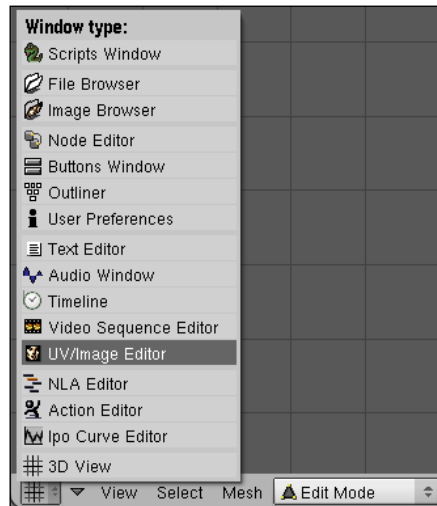 Window type:
Scripts Window
File Browser
Image Browser
Node Editor
Buttons Window
Outliner
User Preferences
Text Editor
Audio Window
Timeline
Video Sequence Editor
UV/Image Editor
NLA Editor
Action Editor
Ipo Curve Editor
3D View
View Select Mesh Edit Mode